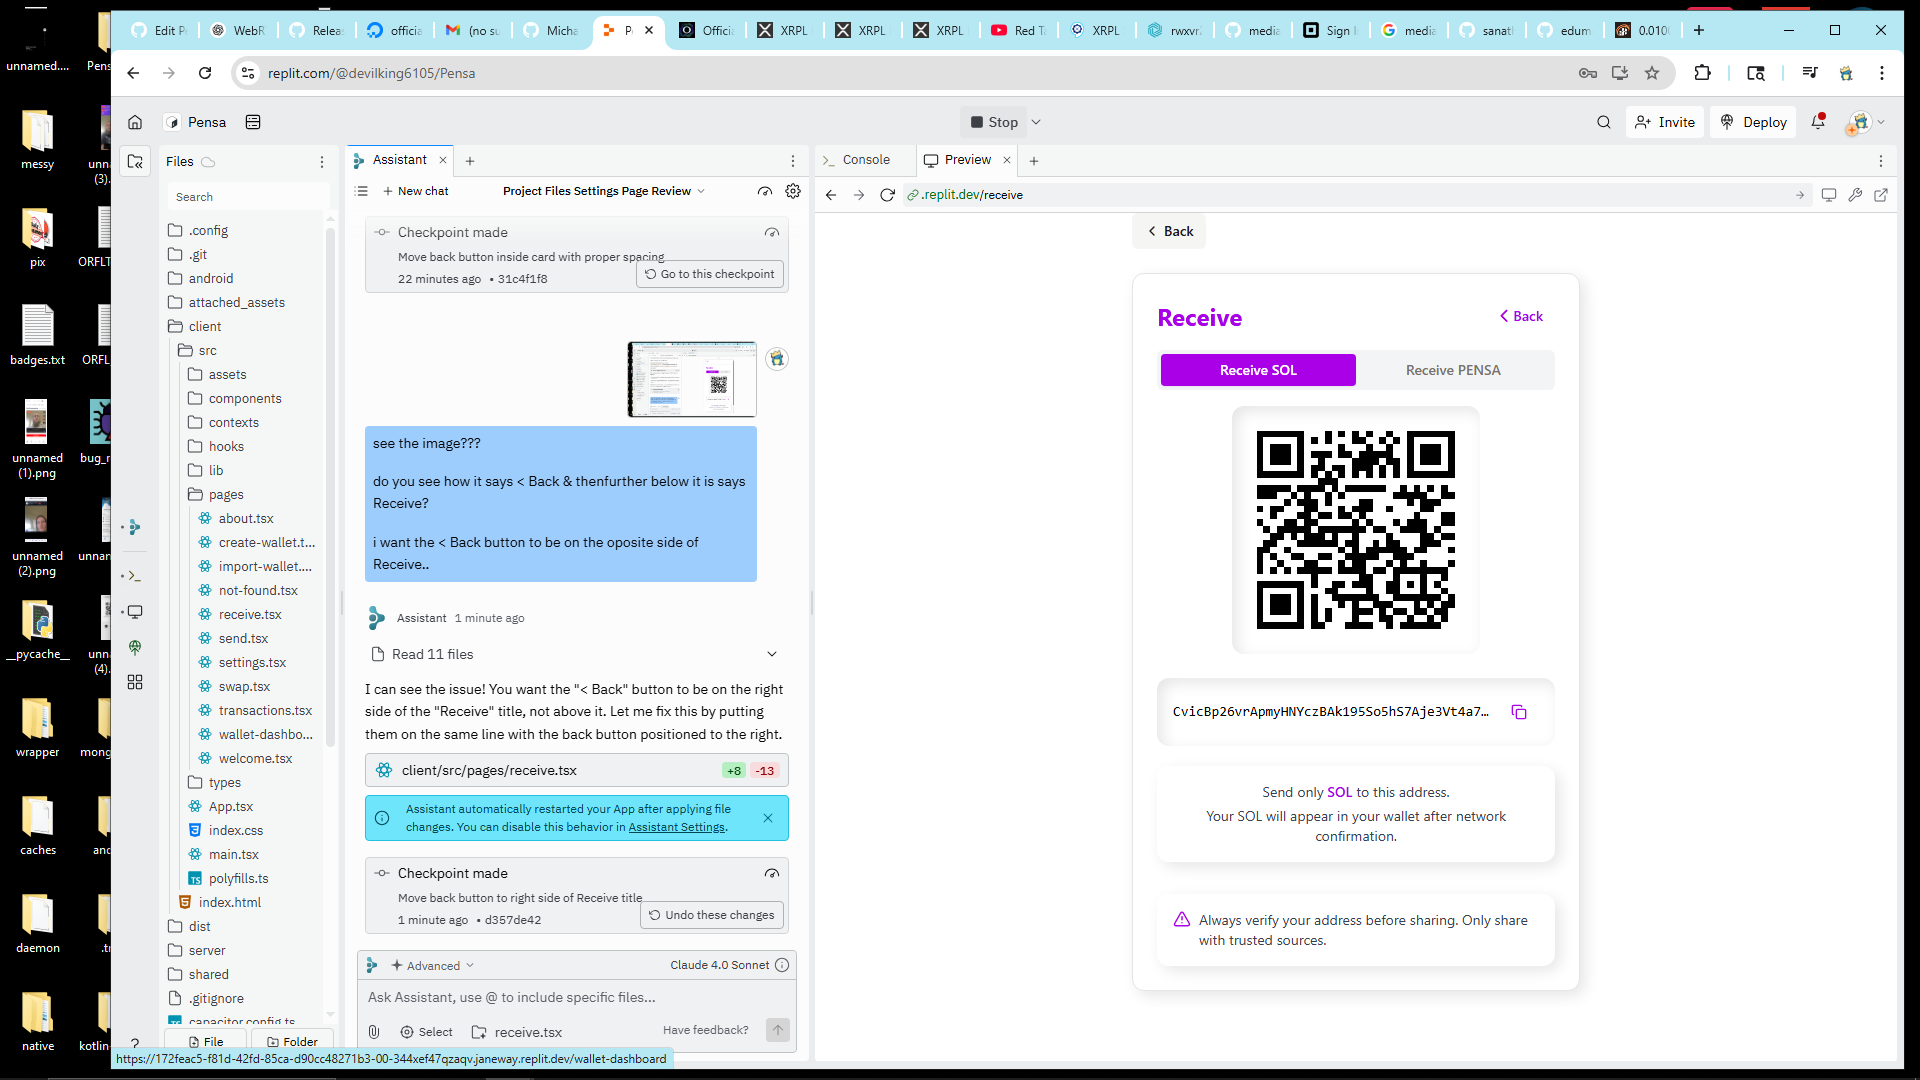 unnamed....
Pens
messy
unn
(3).
pix
ORFLT
badges.txt
ORFL
unnamed
(1).png
bug_r
unnamed
(2).png
unnan
__pycache__
unna
(4).
wrapper
mong
caches
and
daemon
.tr
native
kotlin-
Edit P
WebR
Relea
officia
(no su
Micha
P
Offici
XRPL
XRPL
XRPL
Red Ta
XRPL
rwxvr
media
Sign I
media
sanatl
edum
0.010
replit.com/@devilking6105/Pensa
Pensa
Stop
Invite
Deploy
Files
Assistant
Console
Preview
Search
New chat
Project Files Settings Page Review
.replit.dev/receive
.config
.git
android
attached_assets
client
src
assets
components
contexts
hooks
lib
pages
about.tsx
create-wallet.t...
import-wallet....
not-found.tsx
receive.tsx
send.tsx
settings.tsx
swap.tsx
transactions.tsx
wallet-dashbo...
welcome.tsx
types
App.tsx
index.css
main.tsx
polyfills.ts
index.html
dist
server
shared
.gitignore
capacitor.config.ts
File
Folder
Checkpoint made
Move back button inside card with proper spacing
22 minutes ago • 31c4f1f8
Go to this checkpoint
see the image???
do you see how it says < Back & thenfurther below it is says
Receive?
i want the < Back button to be on the oposite side of
Receive..
Assistant 1 minute ago
Read 11 files
I can see the issue! You want the "< Back" button to be on the right
side of the "Receive" title, not above it. Let me fix this by putting
them on the same line with the back button positioned to the right.
client/src/pages/receive.tsx
+8 -13
Assistant automatically restarted your App after applying file
changes. You can disable this behavior in Assistant Settings.
Checkpoint made
Move back button to right side of Receive title
1 minute ago • d357de42
Undo these changes
Advanced
Claude 4.0 Sonnet
Ask Assistant, use @ to include specific files...
Select
receive.tsx
Have feedback?
https://172feac5-f81d-42fd-85ca-d90cc48271b3-00-344xef47qzaqv.janeway.replit.dev/wallet-dashboard
Back
Receive
Back
Receive SOL
Receive PENSA
CvicBp26vrApmyHNYczBAk195So5hS7Aje3Vt4a7...
Send only SOL to this address.
Your SOL will appear in your wallet after network
confirmation.
Always verify your address before sharing. Only share
with trusted sources.